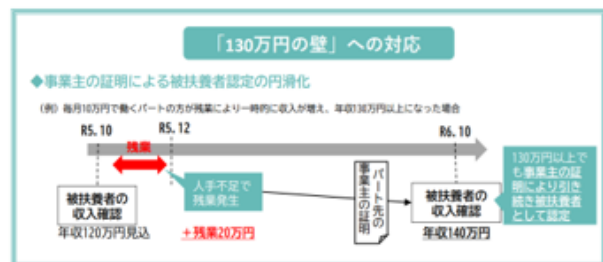 「130万円の壁」への対応
◆事業主の証明による被扶養者認定の円滑化
（例）毎月10万円で働くパートの方が残業により一時的に収入が増え、年収130万円以上になった場合
R5.10
R5.12
R6.10
残業
人手不足で
残業発生
パート先の
事業主の証明
130万円以上で
も事業主の証
明により引き
続き被扶養者
として認定
被扶養者の
収入確認
年収120万円見込
＋残業20万円
被扶養者の
収入確認
年収140万円